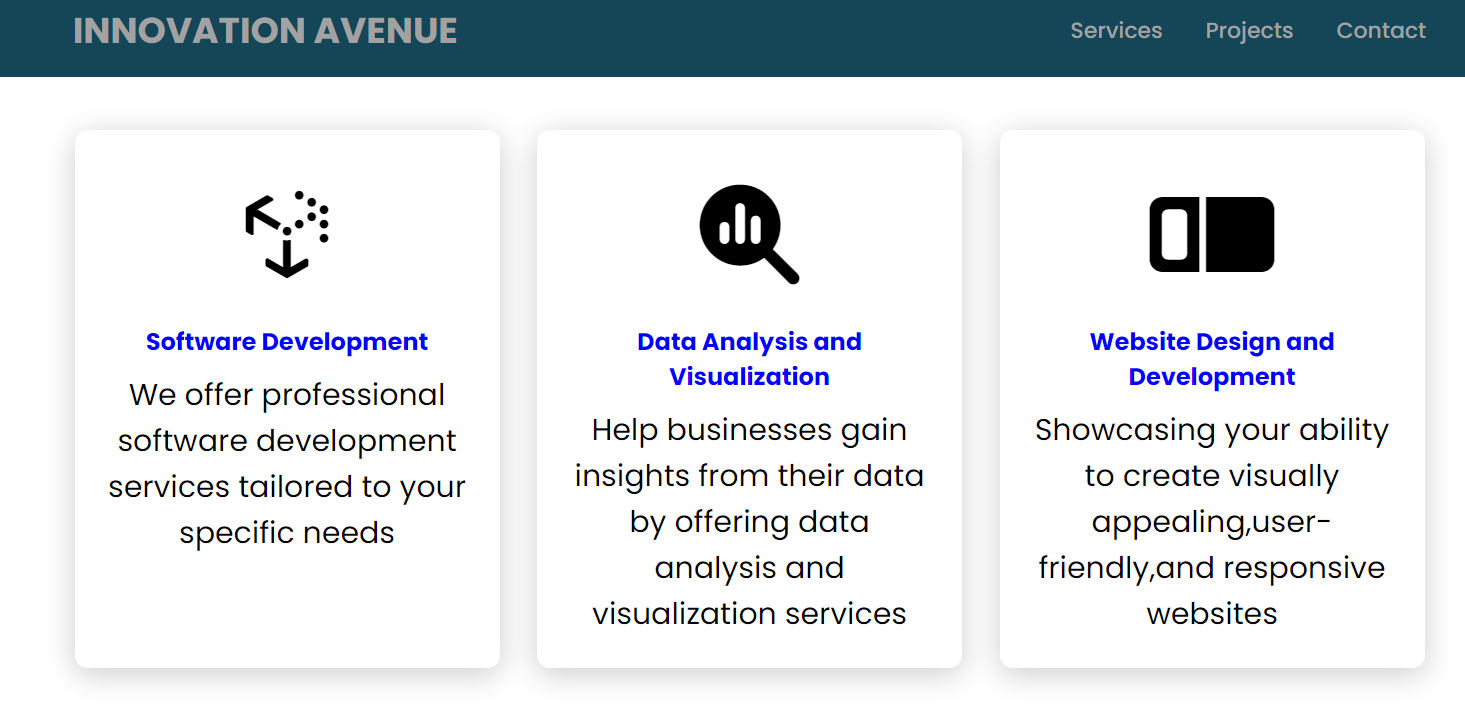 INNOVATION AVENUE
Services Projects Contact
Software Development
We offer professional
software development
services tailored to your
specific needs
Data Analysis and
Visualization
Help businesses gain
insights from their data
by offering data
analysis and
visualization services
Website Design and
Development
Showcasing your ability
to create visually
appealing,user-
friendly,and responsive
websites